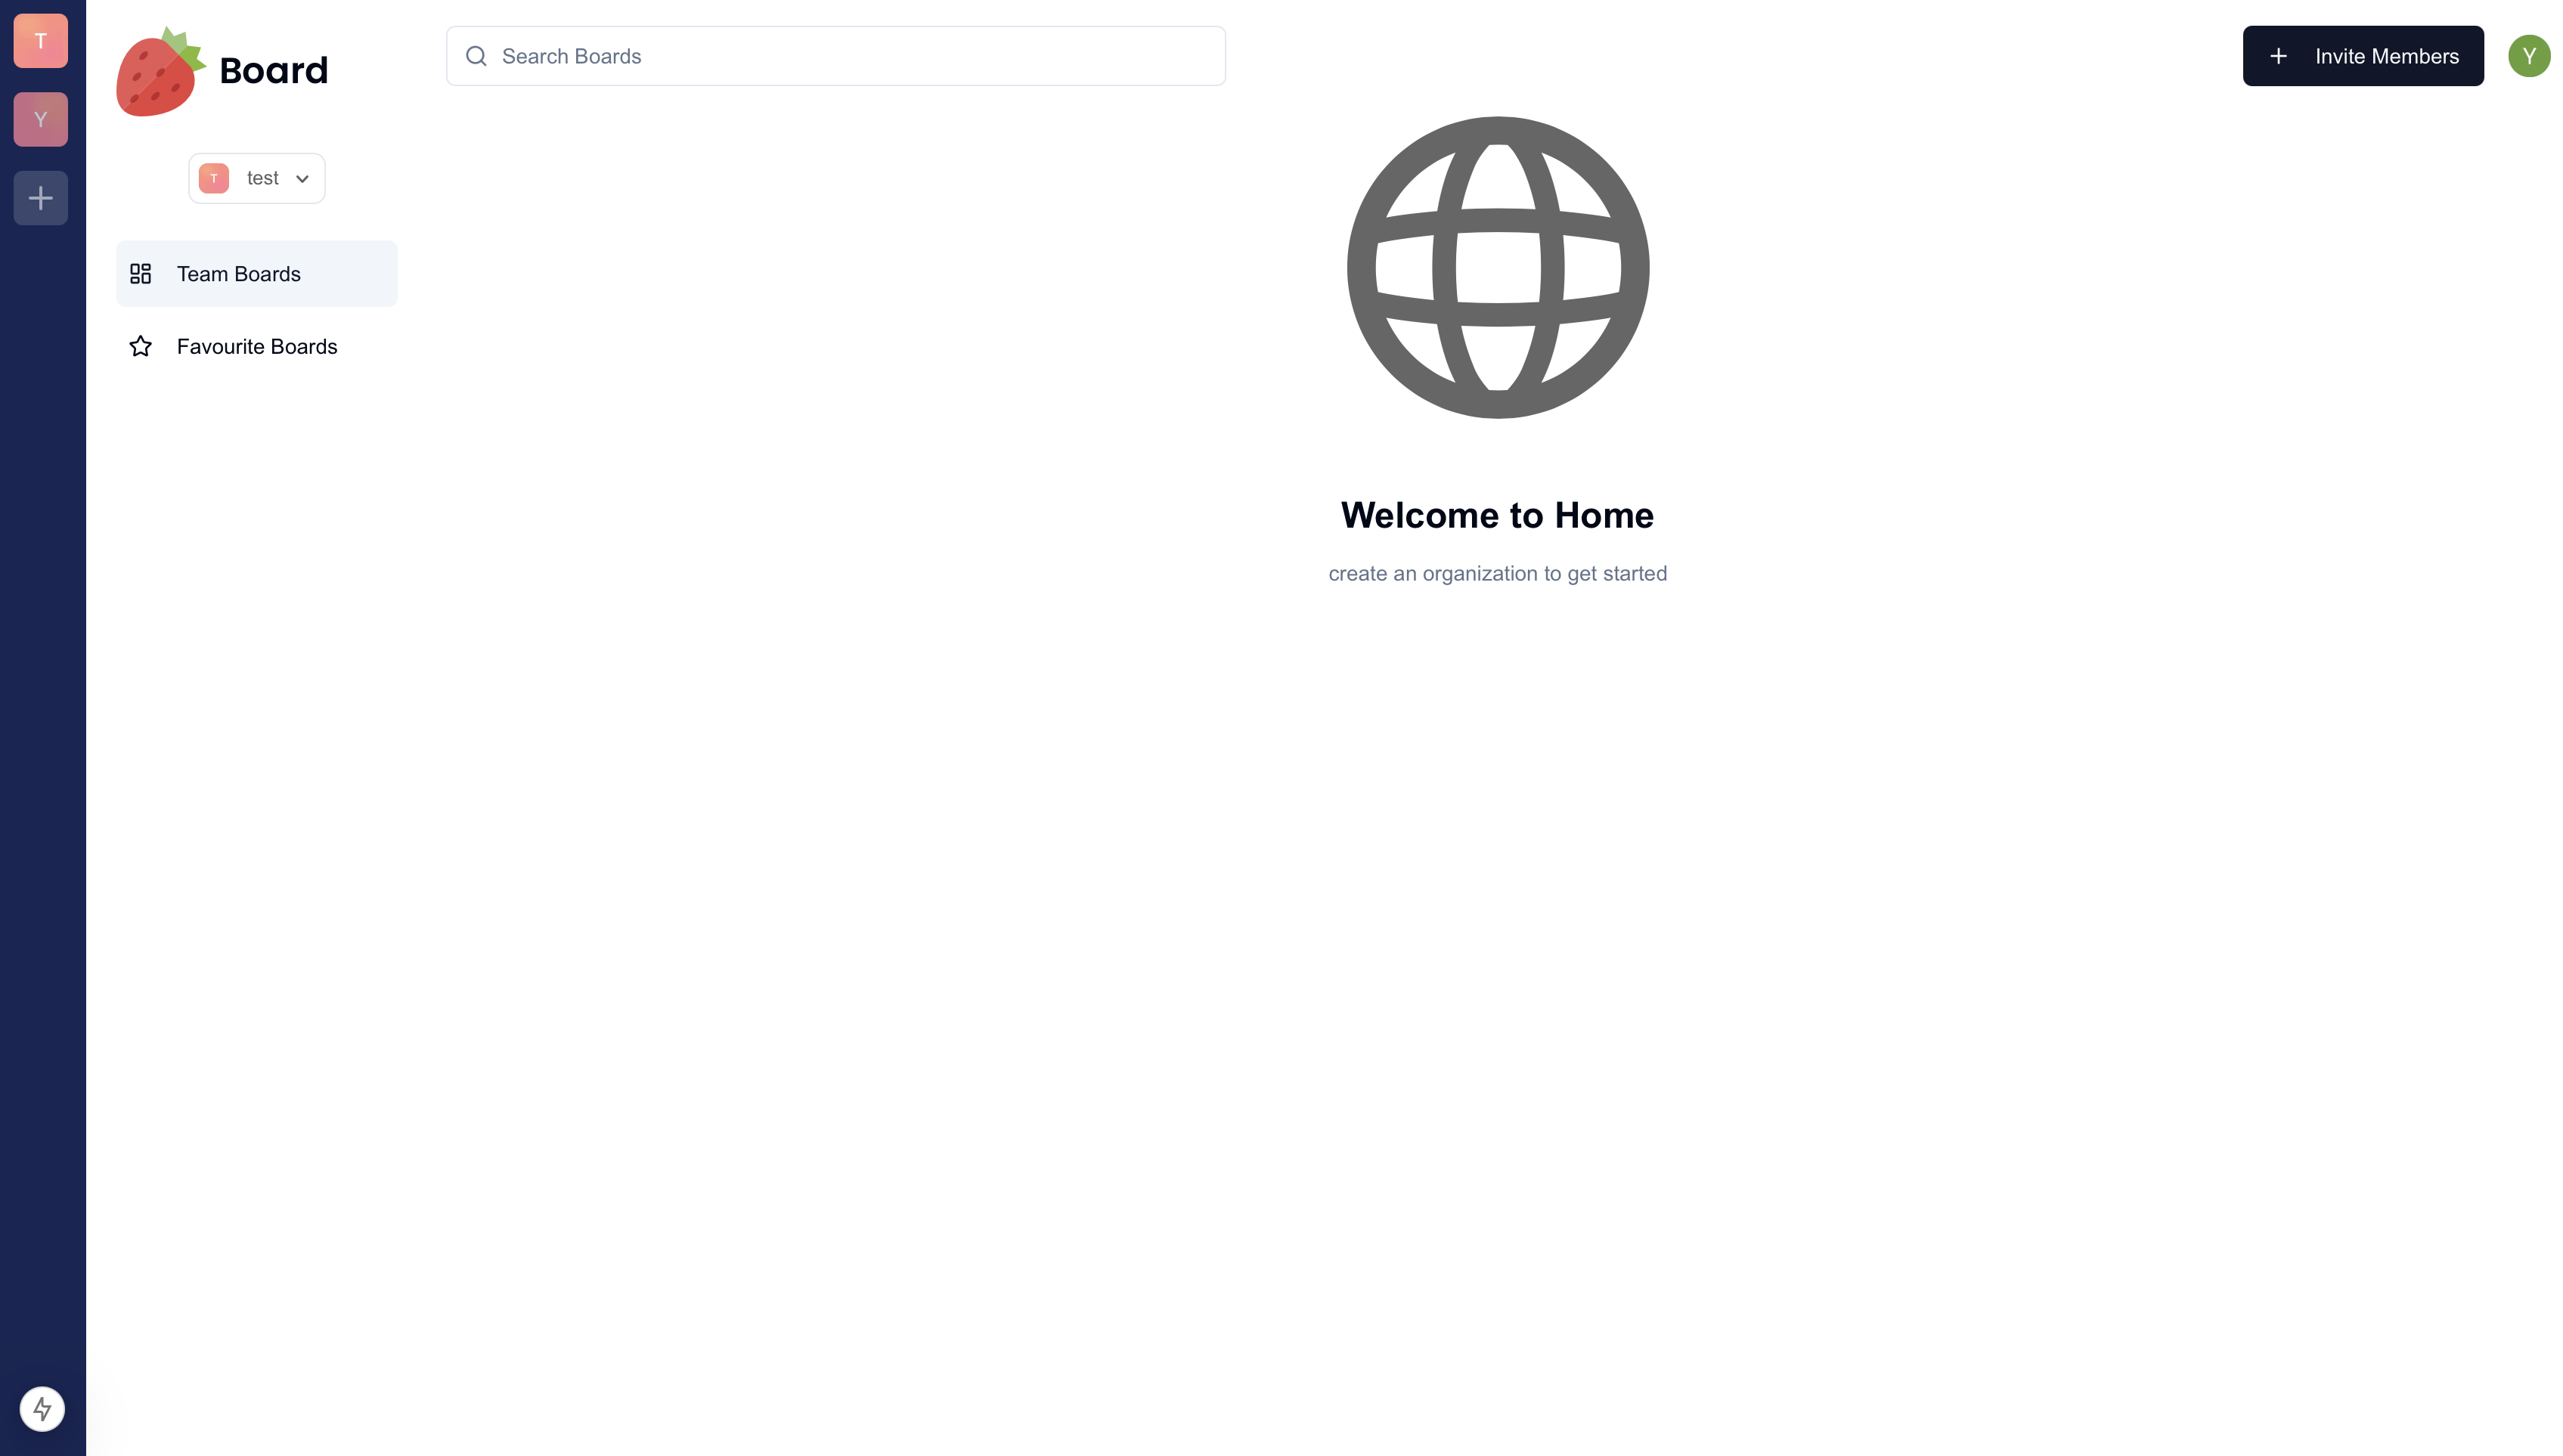 T
Y
Board
T test
Team Boards
Favourite Boards
Search Boards
Invite Members
Y
Welcome to Home
create an organization to get started